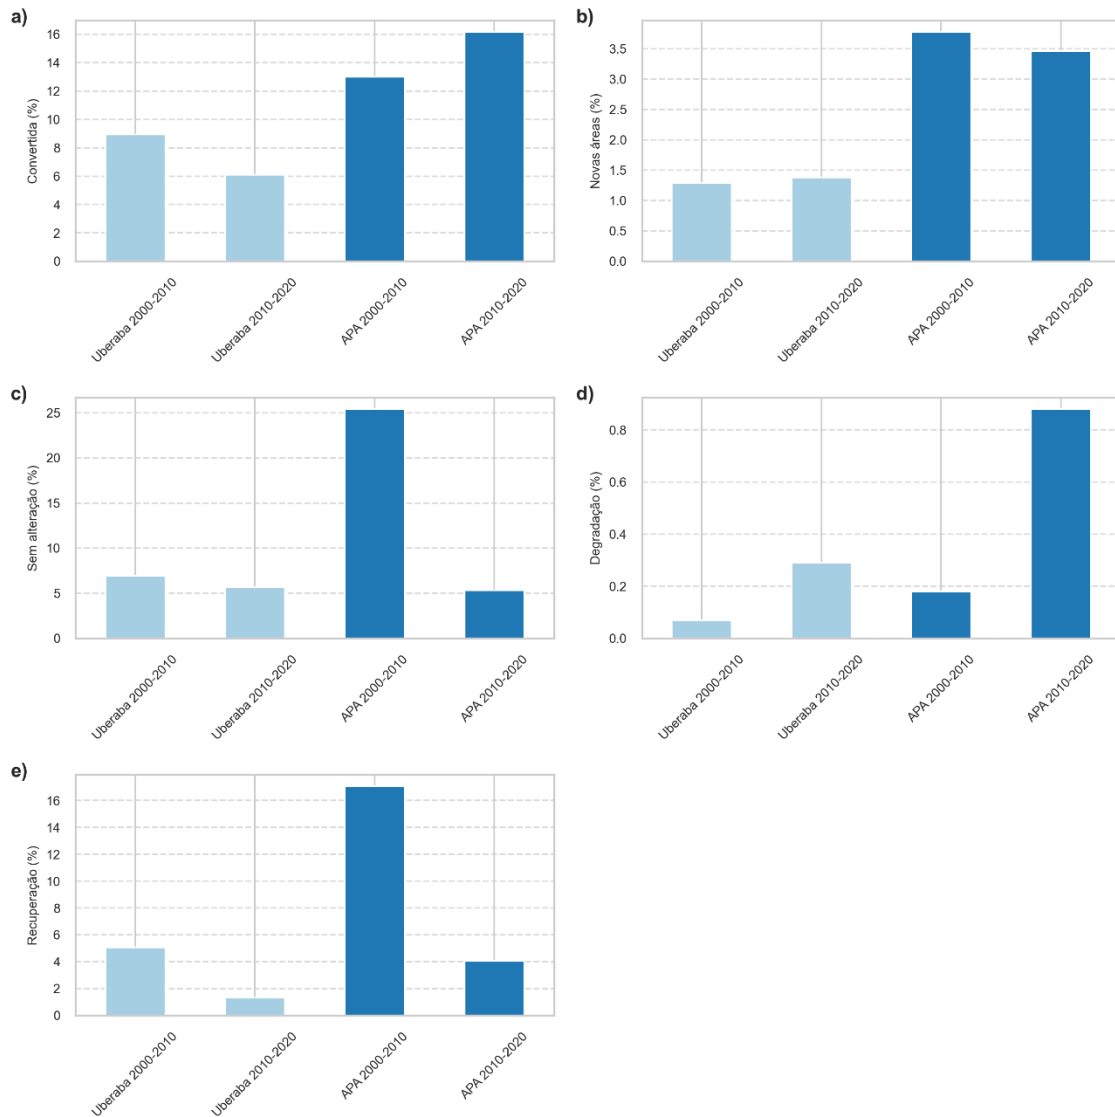 a)
Convertida (%)
16
14
12
10
8
6
4
2
0
Uberaba 2000-2010
Uberaba 2010-2020
APA 2000-2010
APA 2010-2020
b)
Novas áreas (%)
3.5
3.0
2.5
2.0
1.5
1.0
0.5
0.0
Uberaba 2000-2010
Uberaba 2010-2020
APA 2000-2010
APA 2010-2020
c)
Sem alteração (%)
25
20
15
10
5
0
Uberaba 2000-2010
Uberaba 2010-2020
APA 2000-2010
APA 2010-2020
d)
Degradação (%)
0.8
0.6
0.4
0.2
0.0
Uberaba 2000-2010
Uberaba 2010-2020
APA 2000-2010
APA 2010-2020
e)
Recuperação (%)
16
14
12
10
8
6
4
2
0
Uberaba 2000-2010
Uberaba 2010-2020
APA 2000-2010
APA 2010-2020